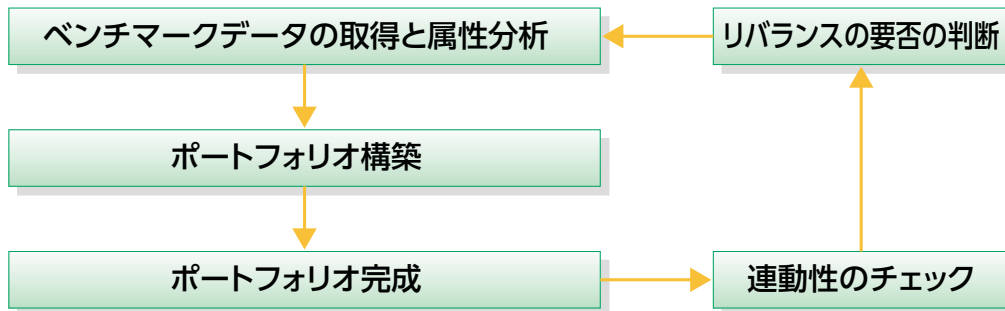 ベンチマークデータの取得と属性分析
リバランスの要否の判断
ポートフォリオ構築
ポートフォリオ完成
連動性のチェック